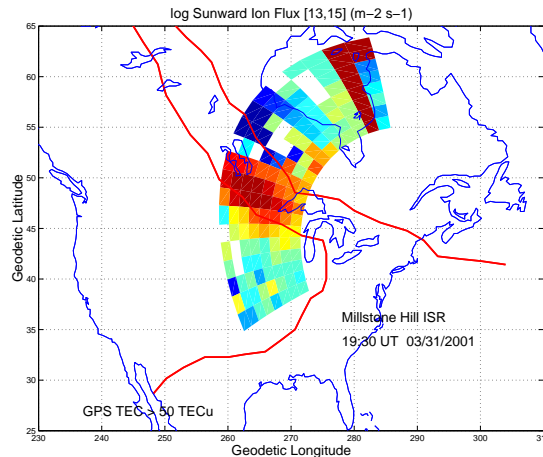 log Sunward Ion Flux [13,15] (m−2 s−1)
65
60
55
50
45
40
35
30
25
Geodetic Latitude
Millstone Hill ISR
19:30 UT 03/31/2001
GPS TEC > 50 TECu
230 240 250 260 270 280 290 300 310
Geodetic Longitude